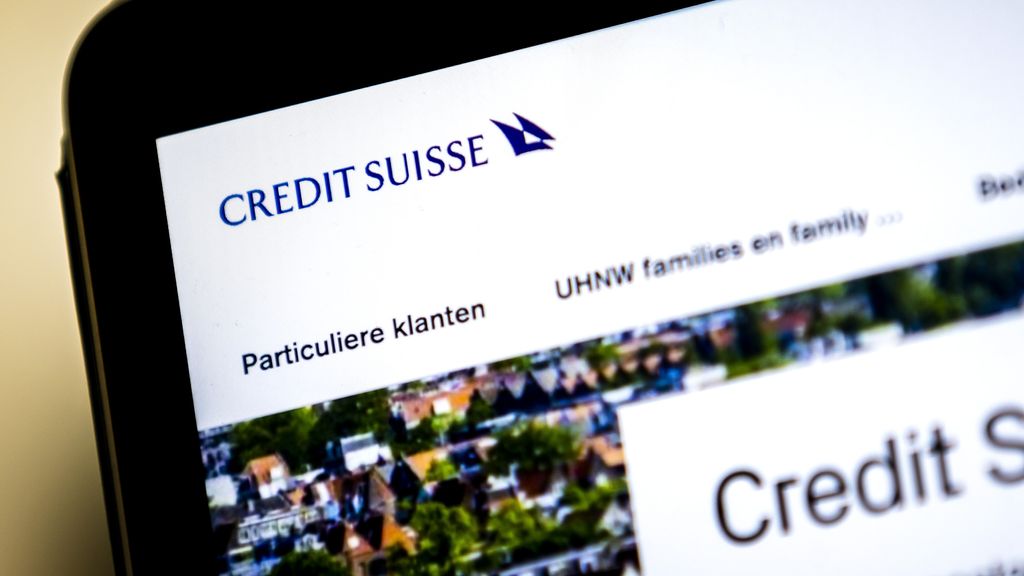 CREDIT SUISSE
Particuliere klanten
UHNW families en family ...
Credit S